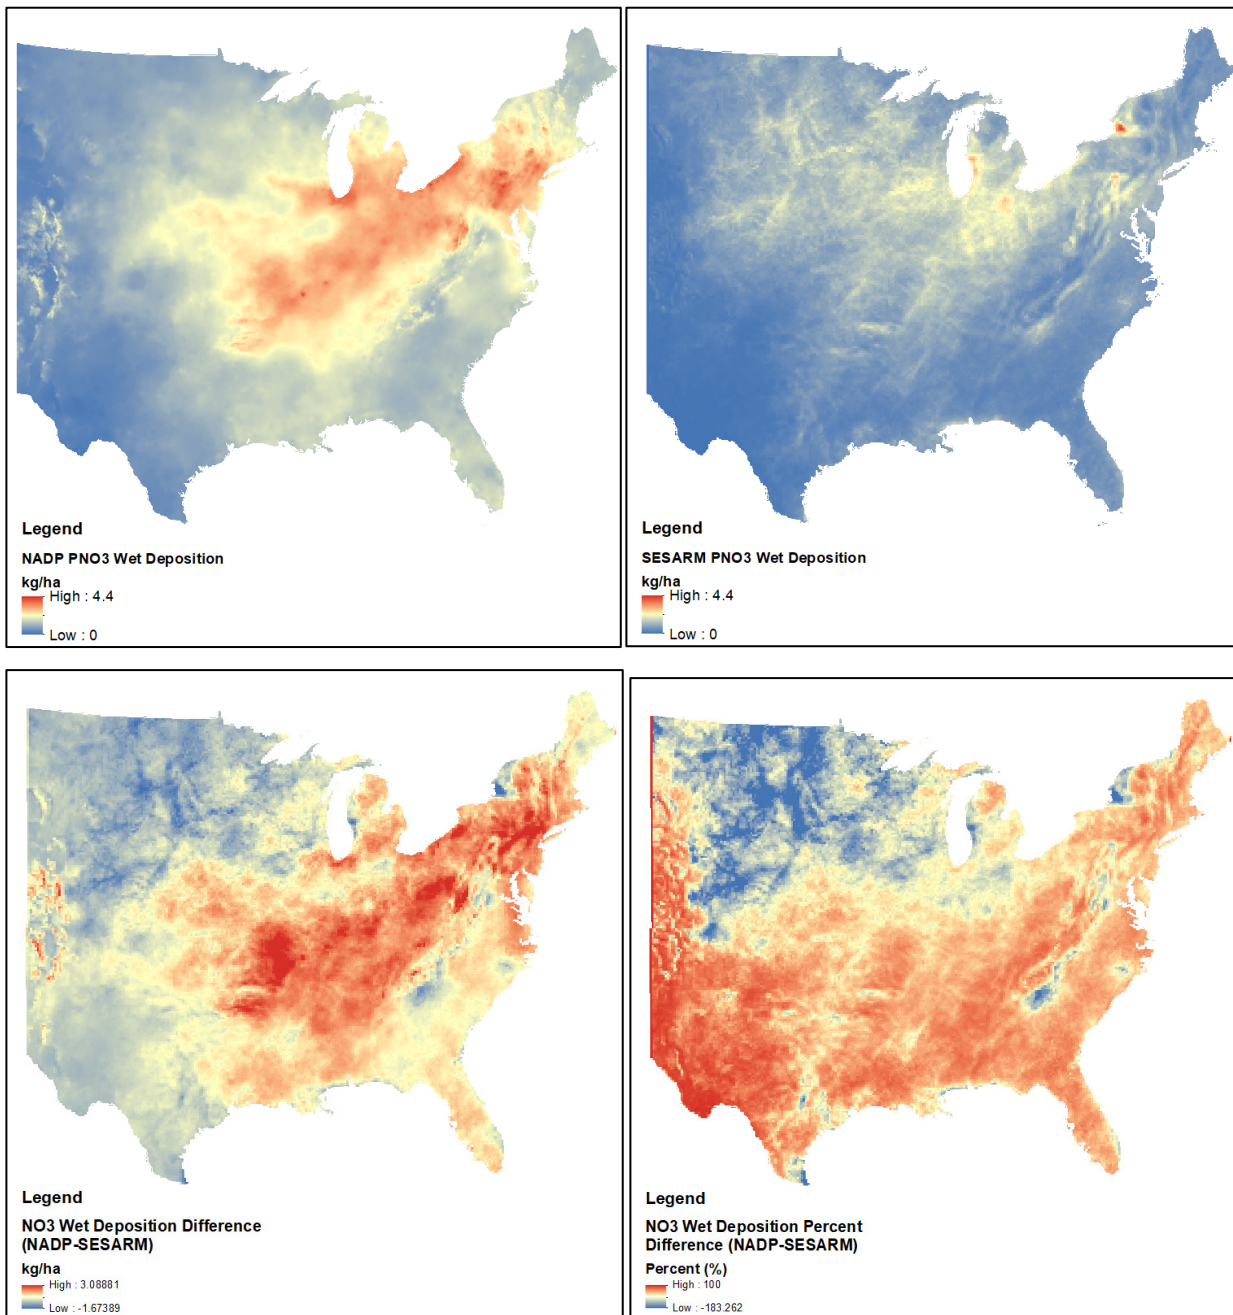 Legend
NADP PNO3 Wet Deposition
kg/ha
High : 4.4
Low : 0
Legend
SESARM PNO3 Wet Deposition
kg/ha
High : 4.4
Low : 0
Legend
NO3 Wet Deposition Difference
(NADP-SESARM)
kg/ha
High : 3.08881
Low : -1.67389
Legend
NO3 Wet Deposition Percent
Difference (NADP-SESARM)
Percent (%)
High : 100
Low : -183.262